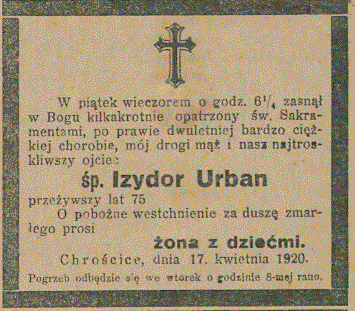 W piątek wieczorem o godz. 6¹/₄ zasnął
w Bogu kilkakrotnie opatrzony św. Sakra-
mentami, po prawie dwuletniej bardzo cięż-
kiej chorobie, mój drogi mąż i nasz najtros-
kliwszy ojciec
śp. Izydor Urban
przeżywszy lat 75
O pobożne westchnienie za duszę zmar-
łego prosi
żona z dziećmi.
Chrościce, dnia 17. kwietnia 1920.
Pogrzeb odbędzie się we wtorek o godzinie 8-mej rano.